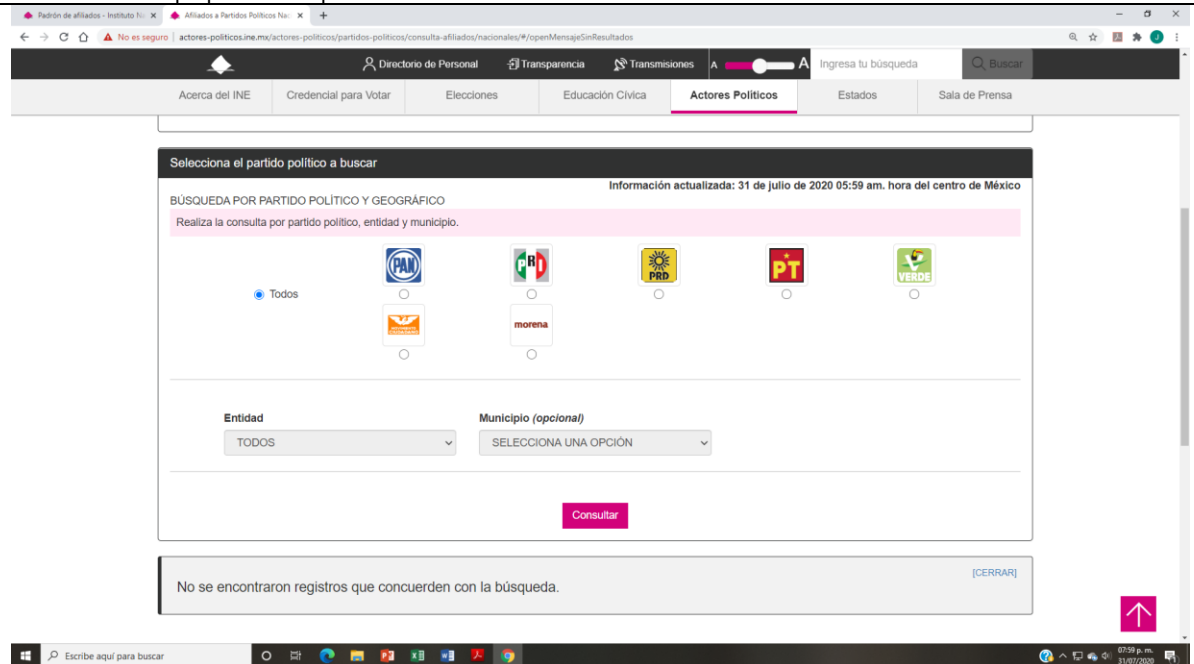 Padrón de afiliados - Instituto Na
Afiliados a Partidos Políticos Nac
No es seguro | actores-politicos.ine.mx/actores-politicos/partidos-politicos/consulta-afiliados/nacionales/#/openMensajeSinResultados
Directorio de Personal Transparencia Transmisiones A A Ingresa tu búsqueda Buscar
Acerca del INE Credencial para Votar Elecciones Educación Cívica Actores Políticos Estados Sala de Prensa
Selecciona el partido político a buscar
Información actualizada: 31 de julio de 2020 05:59 am. hora del centro de México
BÚSQUEDA POR PARTIDO POLÍTICO Y GEOGRÁFICO
Realiza la consulta por partido político, entidad y municipio.
PAN PRD PRD PT VERDE
Todos
morena
Entidad Municipio (opcional)
TODOS SELECCIONA UNA OPCIÓN
Consultar
[CERRAR]
No se encontraron registros que concuerden con la búsqueda.
Escribe aquí para buscar
07:59 p. m.
31/07/2020